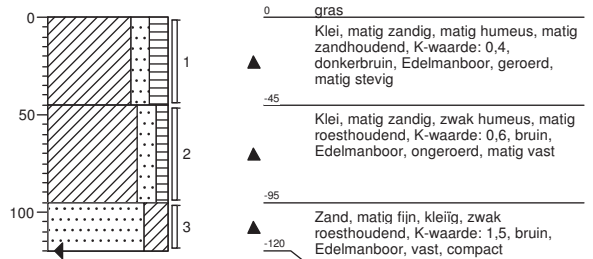 0
50
100
1
2
3
0 gras
Klei, matig zandig, matig humeus, matig
zandhoudend, K-waarde: 0,4,
donkerbruin, Edelmanboor, geroerd,
matig stevig
-45
Klei, matig zandig, zwak humeus, matig
roesthoudend, K-waarde: 0,6, bruin,
Edelmanboor, ongeroerd, matig vast
-95
Zand, matig fijn, kleiïg, zwak
roesthoudend, K-waarde: 1,5, bruin,
Edelmanboor, vast, compact
-120